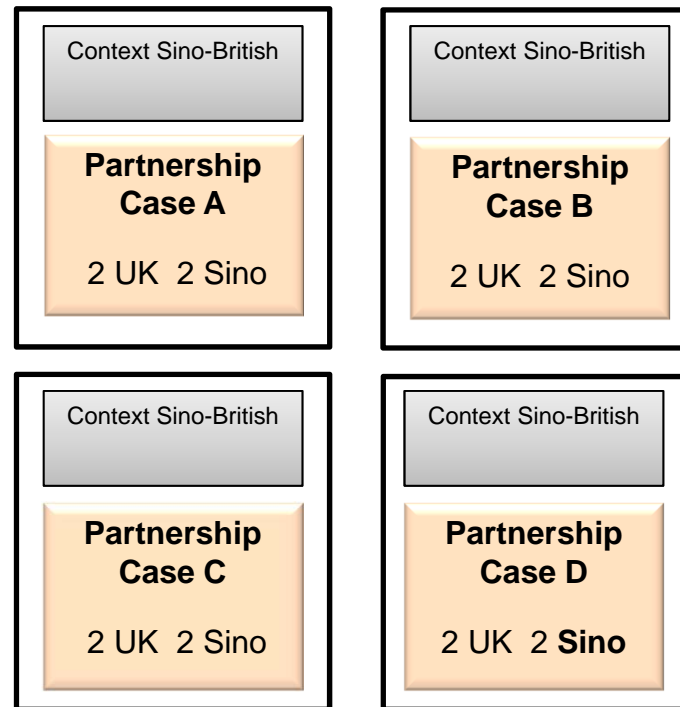 Context Sino-British
Partnership
Case A
2 UK  2 Sino
Context Sino-British
Partnership
Case B
2 UK  2 Sino
Context Sino-British
Partnership
Case C
2 UK  2 Sino
Context Sino-British
Partnership
Case D
2 UK  2 Sino